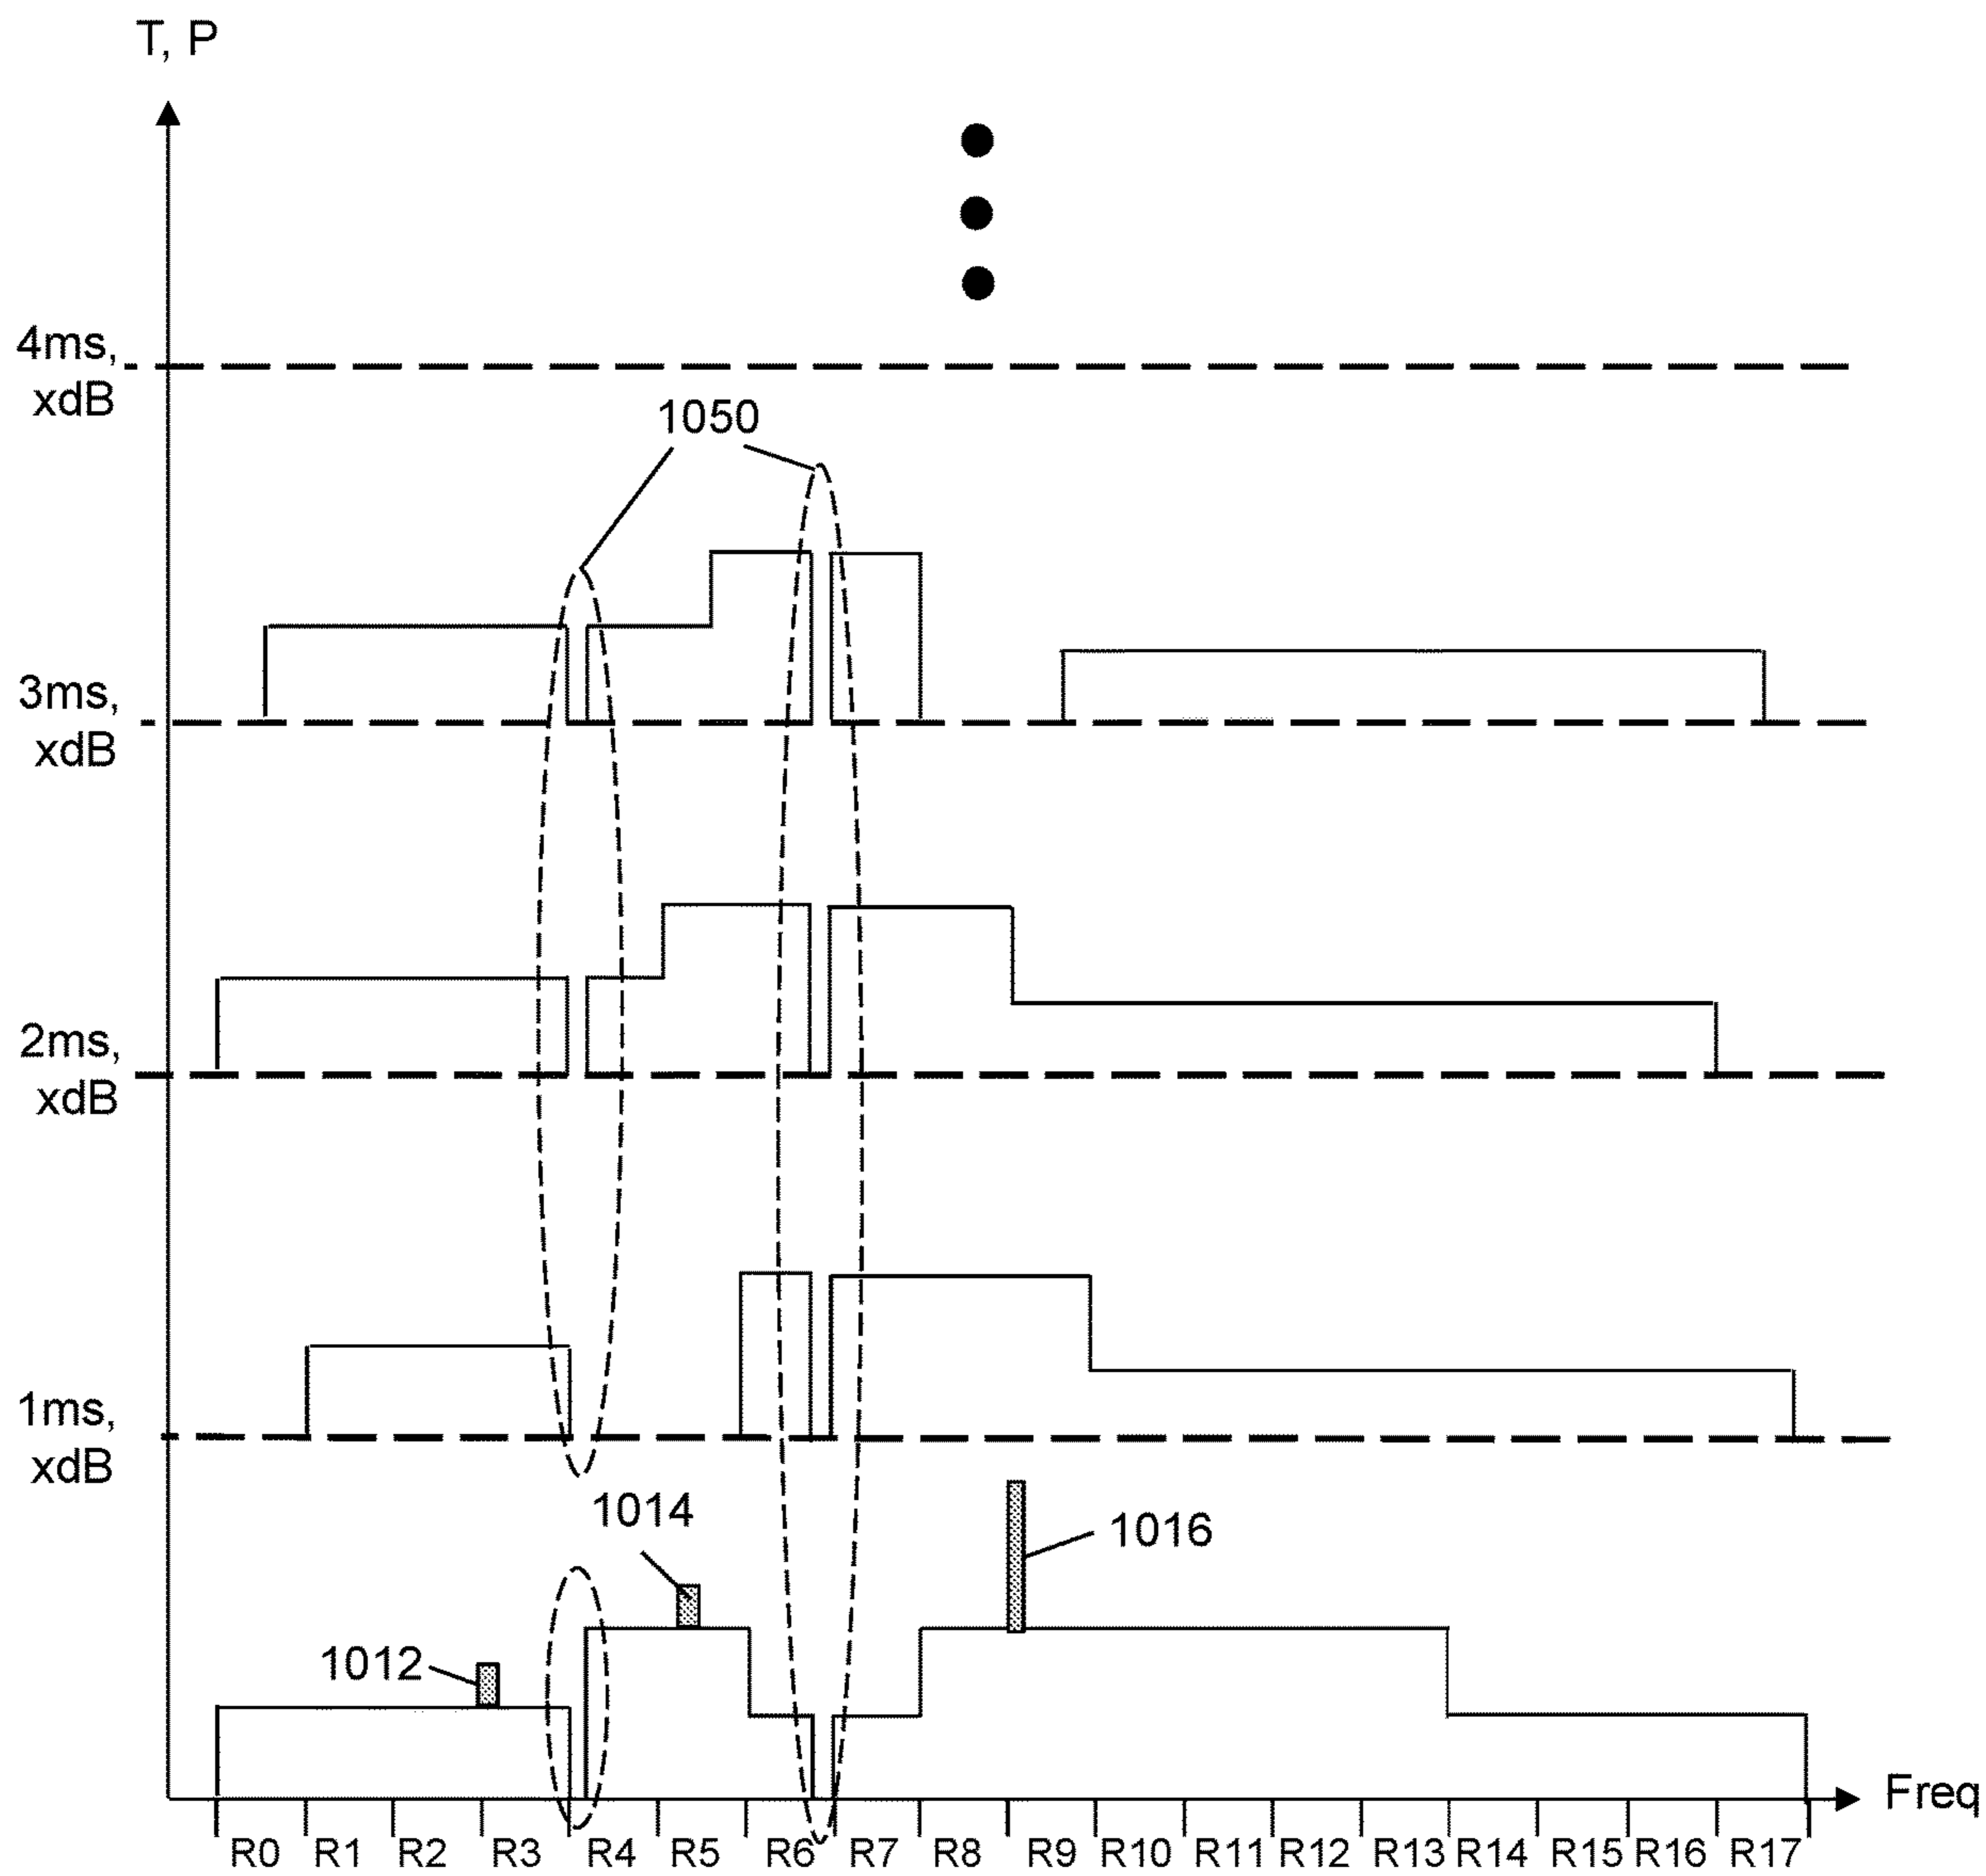 T, P
4ms,
xdB
1050
3ms,
xdB
2ms,
xdB
1ms,
xdB
1014
1016
1012
Freq
R0 R1 R2 R3 R4 R5 R6 R7 R8 R9 R10 R11 R12 R13 R14 R15 R16 R17